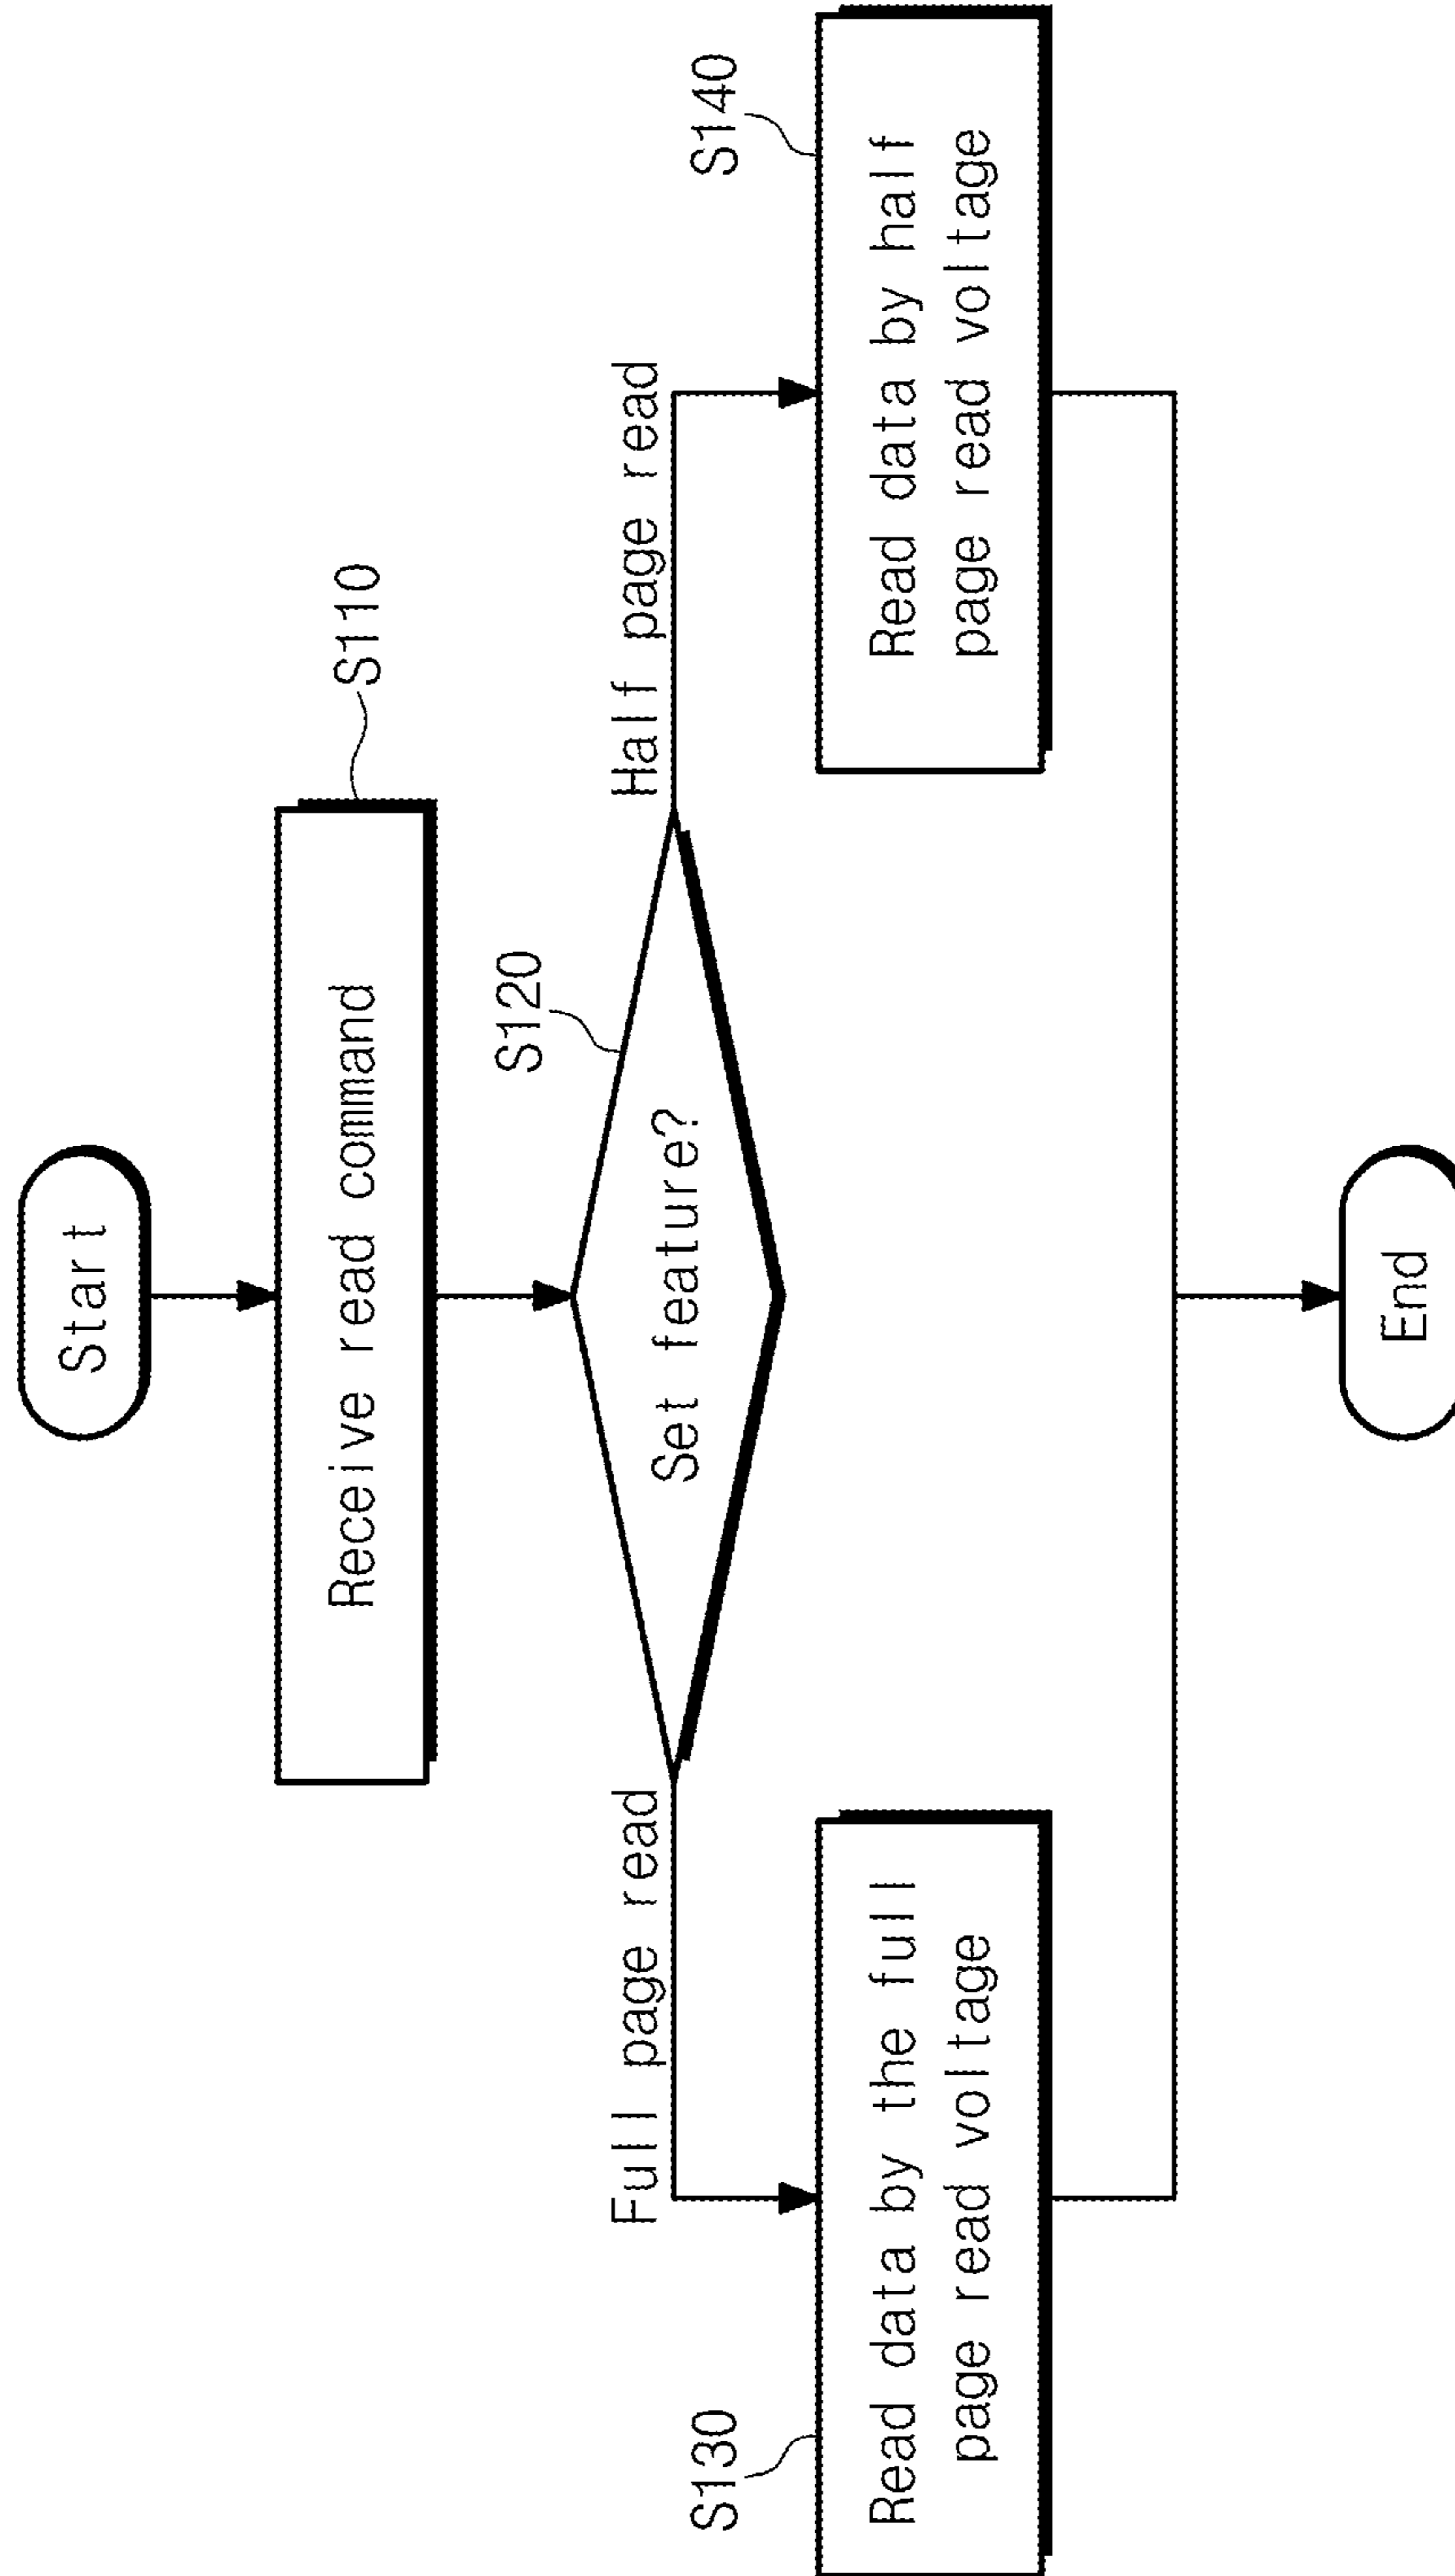 Start
Receive read command
S110
Set feature?
S120
Full page read
Half page read
S130
Read data by the full
page read voltage
S140
Read data by half
page read voltage
End